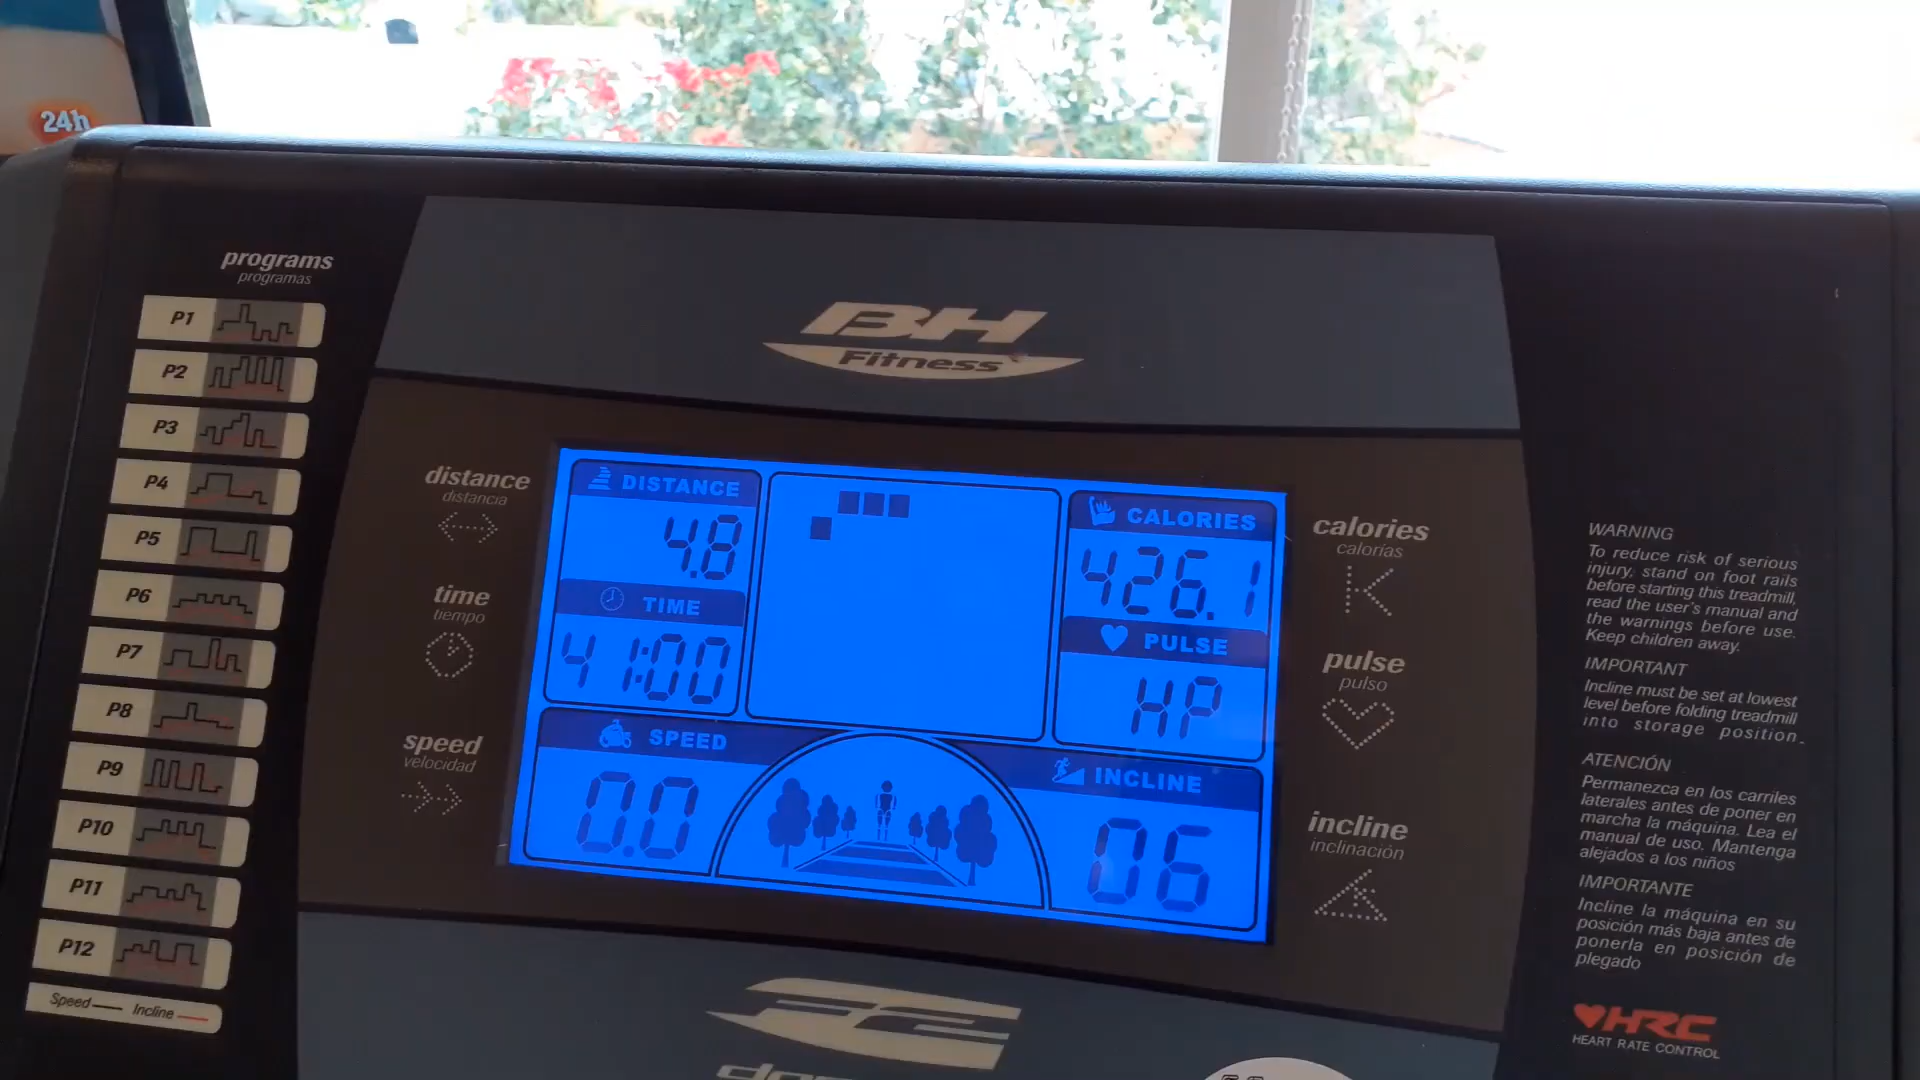 24h
programs
programas
P1
P2
P3
P4
P5
P6
P7
P8
P9
P10
P11
P12
Speed
Incline
BH
Fitness
distance
distancia
time
tiempo
speed
velocidad
DISTANCE
4.8
TIME
41:00
SPEED
0.0
CALORIES
426.1
PULSE
HP
INCLINE
06
calories
calorías
pulse
pulso
incline
inclinación
WARNING
To reduce risk of serious
injury, stand on foot rails
before starting this treadmill,
read the user's manual and
the warnings before use.
Keep children away.
IMPORTANT
Incline must be set at lowest
level before folding treadmill
into storage position.
ATENCIÓN
Permanezca en los carriles
laterales antes de poner en
marcha la máquina. Lea el
manual de uso. Mantenga
alejados a los niños
IMPORTANTE
Incline la máquina en su
posición más baja antes de
ponerla en posición de
plegado
HRC
HEART RATE CONTROL
F2